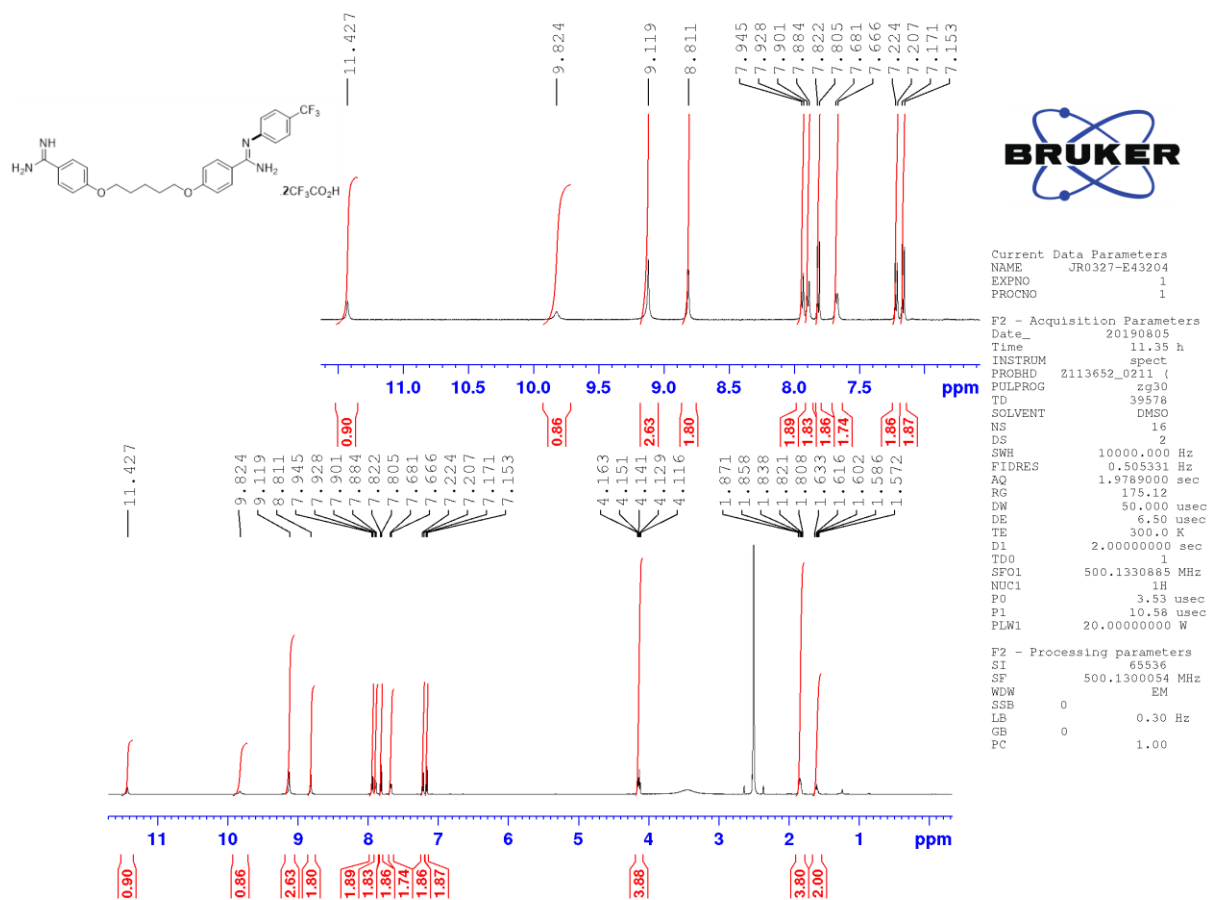 11.427
9.824
9.119
8.811
7.945
7.928
7.901
7.884
7.822
7.805
7.681
7.666
7.224
7.207
7.171
7.153
CF3
NH
H2N
N
NH2
O
O
2CF3CO2H
11.0 10.5 10.0 9.5 9.0 8.5 8.0 7.5 ppm
0.90
0.86
2.63
1.80
1.89
1.83
1.86
1.74
1.86
1.87
11.427
9.824
9.119
8.811
7.945
7.928
7.901
7.884
7.822
7.805
7.681
7.666
7.224
7.207
7.171
7.153
4.163
4.151
4.141
4.129
4.116
1.871
1.858
1.838
1.821
1.808
1.633
1.616
1.602
1.586
1.572
11 10 9 8 7 6 5 4 3 2 1 ppm
0.90
0.86
2.63
1.80
1.89
1.83
1.86
1.74
1.86
1.87
3.88
3.80
2.00
BRUKER
Current Data Parameters
NAME JR0327-E43204
EXPNO 1
PROCNO 1
F2 - Acquisition Parameters
Date_ 20190805
Time 11.35 h
INSTRUM spect
PROBHD Z113652_0211 (
PULPROG zg30
TD 39578
SOLVENT DMSO
NS 16
DS 2
SWH 10000.000 Hz
FIDRES 0.505331 Hz
AQ 1.9789000 sec
RG 175.12
DW 50.000 usec
DE 6.50 usec
TE 300.0 K
D1 2.00000000 sec
TD0 1
SFO1 500.1330885 MHz
NUC1 1H
P0 3.53 usec
P1 10.58 usec
PLW1 20.00000000 W
F2 - Processing parameters
SI 65536
SF 500.1300054 MHz
WDW EM
SSB 0
LB 0.30 Hz
GB 0
PC 1.00